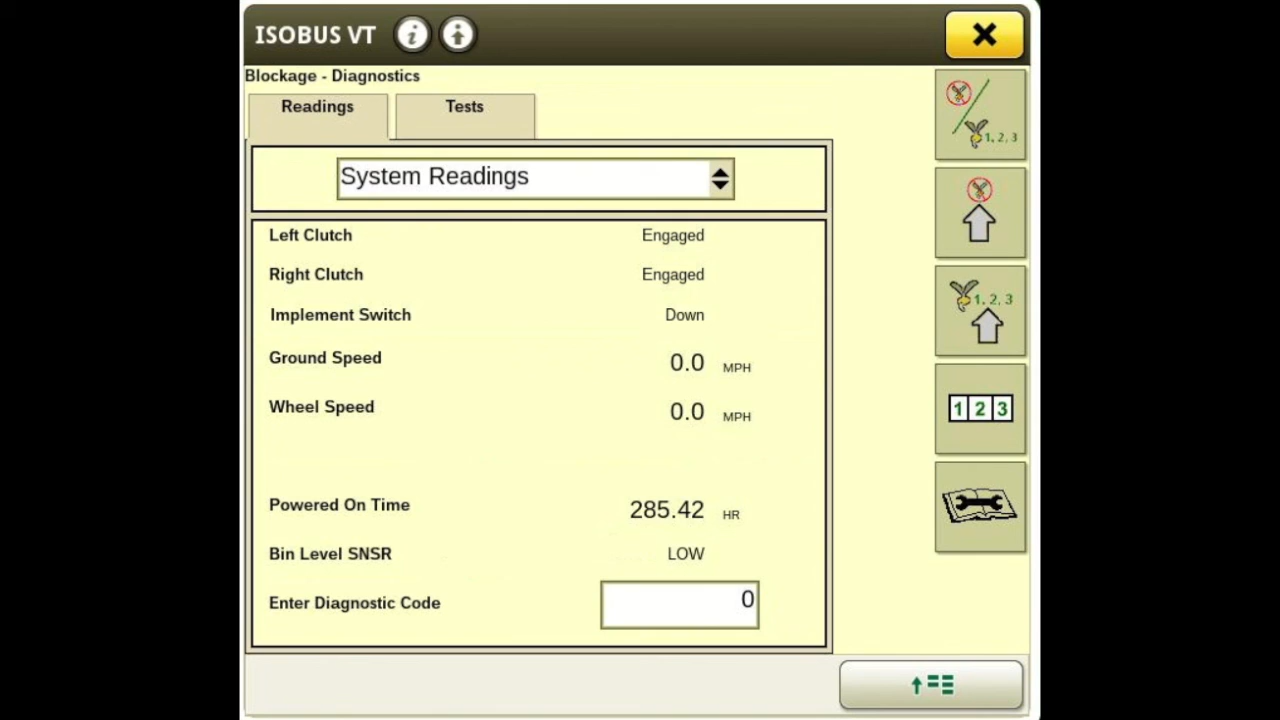 ISOBUS VT
Blockage - Diagnostics
Readings
Tests
System Readings
Left Clutch Engaged
Right Clutch Engaged
Implement Switch Down
Ground Speed 0.0 MPH
Wheel Speed 0.0 MPH
Powered On Time 285.42 HR
Bin Level SNSR LOW
Enter Diagnostic Code 0
1, 2, 3
1, 2, 3
1 2 3